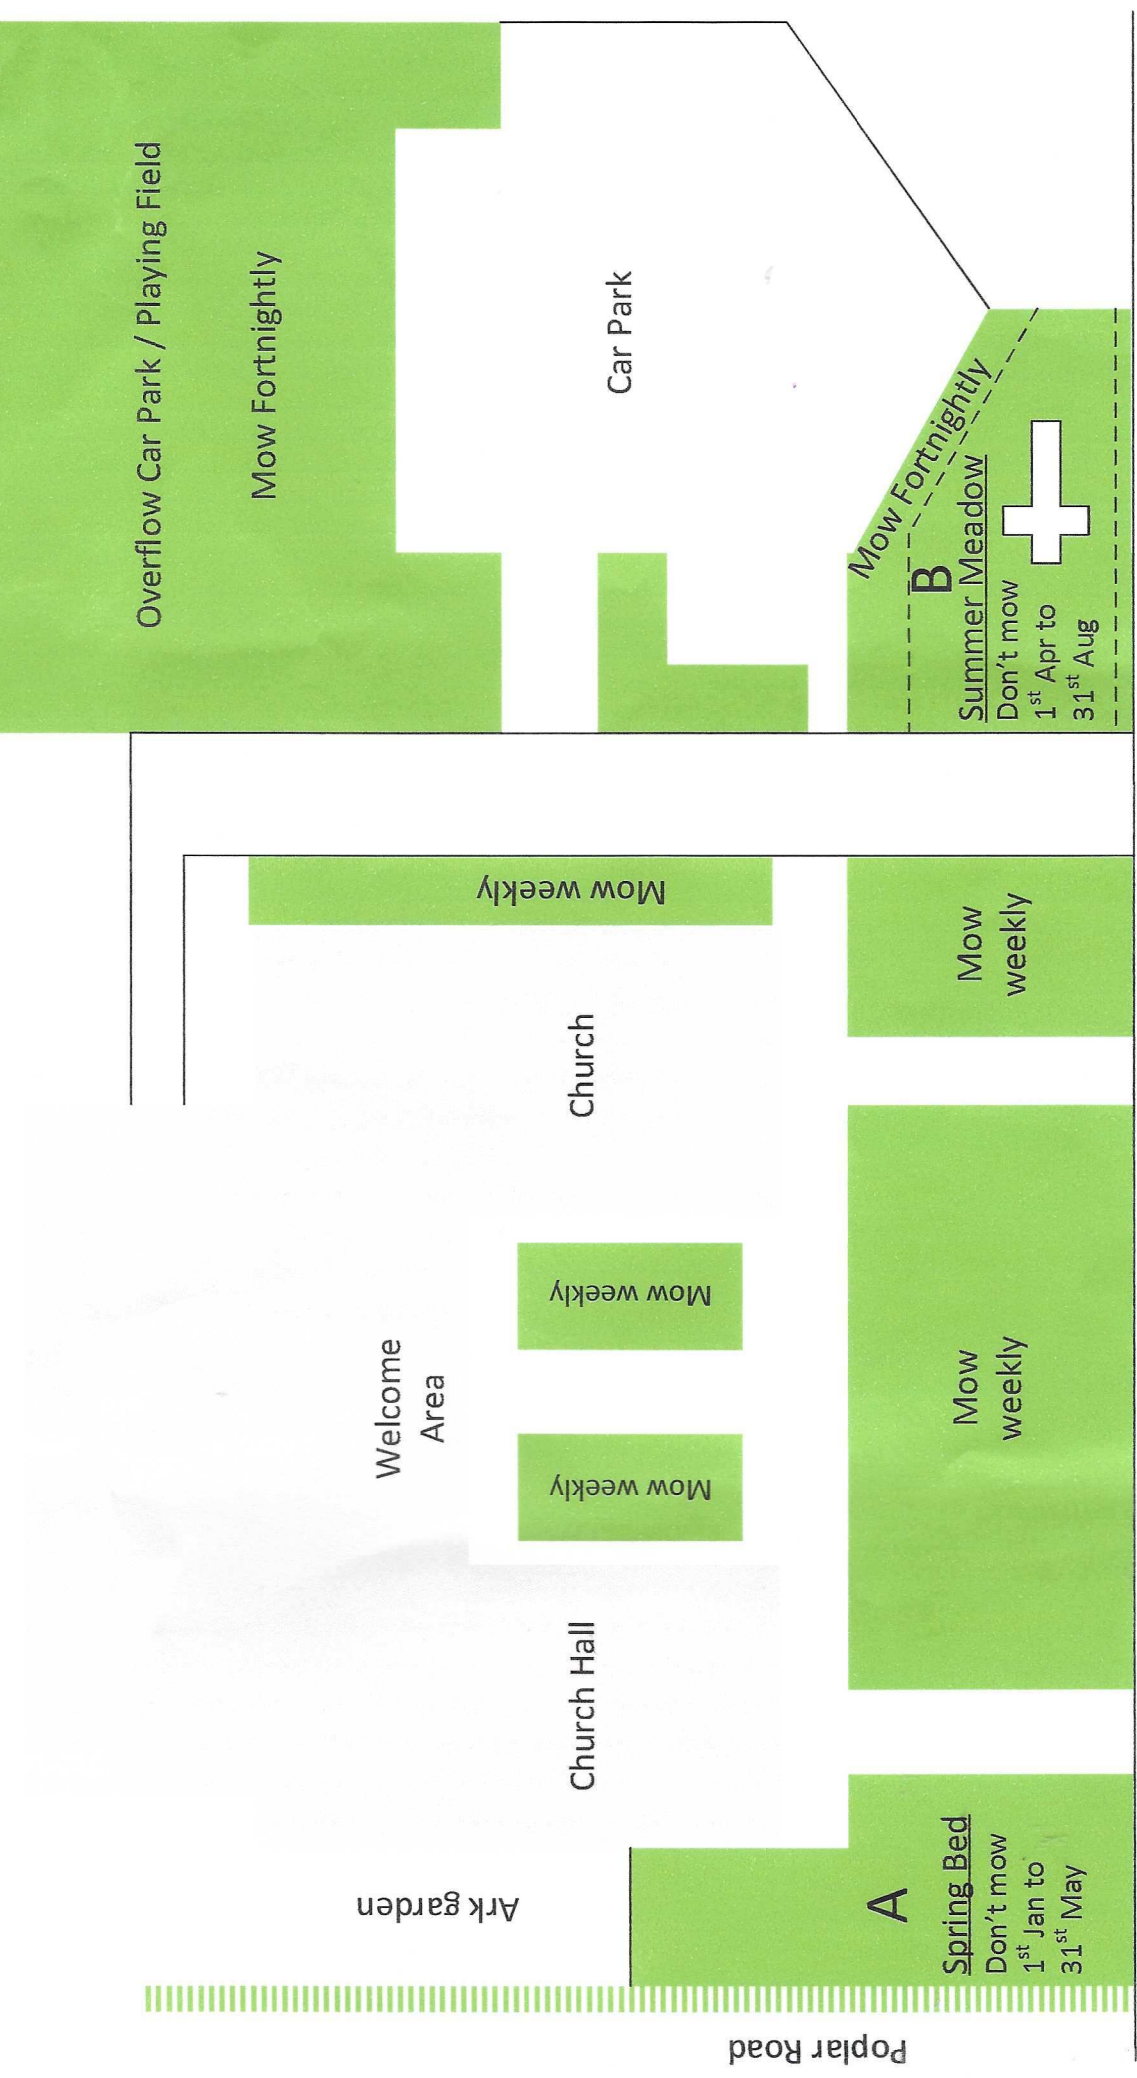 Overflow Car Park / Playing Field
Mow Fortnightly
Car Park
Mow Fortnightly
B
Summer Meadow
Don't mow
1st Apr to
31st Aug
Mow weekly
Church
Mow
weekly
Welcome
Area
Mow weekly
Mow weekly
Mow
weekly
Church Hall
Ark garden
A
Spring Bed
Don't mow
1st Jan to
31st May
Poplar Road